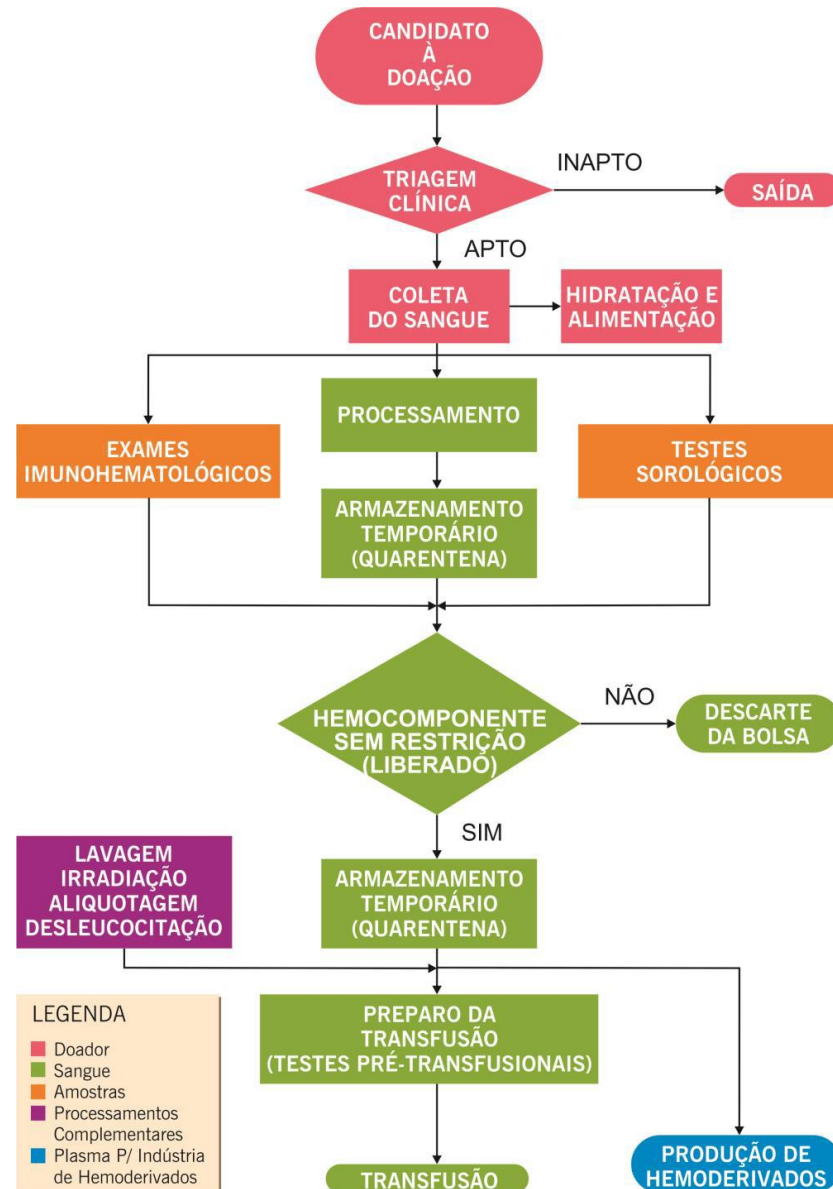 CANDIDATO
À
DOAÇÃO
TRIAGEM
CLÍNICA
INAPTO
SAÍDA
APTO
COLETA
DO SANGUE
HIDRATAÇÃO E
ALIMENTAÇÃO
EXAMES
IMUNOHEMATOLÓGICOS
PROCESSAMENTO
TESTES
SOROLÓGICOS
ARMAZENAMENTO
TEMPORÁRIO
(QUARENTENA)
HEMOCOMPONENTE
SEM RESTRIÇÃO
(LIBERADO)
NÃO
DESCARTE
DA BOLSA
SIM
LAVAGEM
IRRADIAÇÃO
ALIQUOTAGEM
DESLEUCOCITAÇÃO
ARMAZENAMENTO
TEMPORÁRIO
(QUARENTENA)
PREPARO DA
TRANSFUSÃO
(TESTES PRÉ-TRANSFUSIONAIS)
LEGENDA
Doador
Sangue
Amostras
Processamentos
Complementares
Plasma P/ Indústria
de Hemoderivados
TRANSFUSÃO
PRODUÇÃO DE
HEMODERIVADOS